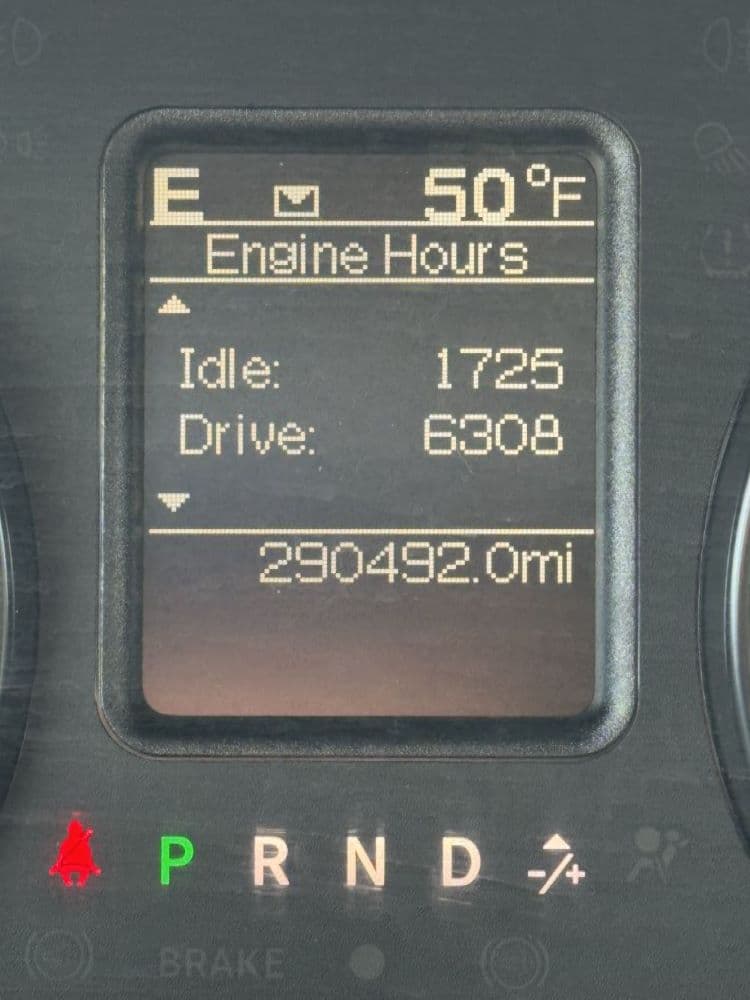 E 50°F
Engine Hours
Idle: 1725
Drive: 6308
290492.0mi
P R N D -/+
BRAKE